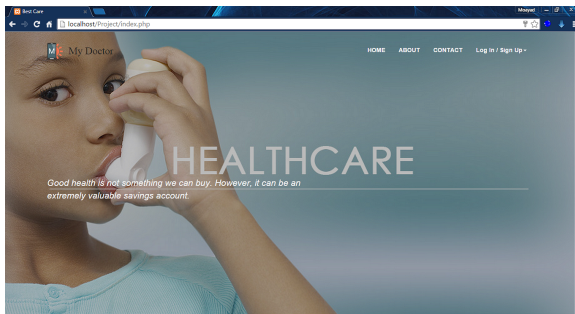 Best Care
Moayad
localhost/Project/index.php
My Doctor
HOME ABOUT CONTACT Log In / Sign Up
HEALTHCARE
Good health is not something we can buy. However, it can be an
extremely valuable savings account.